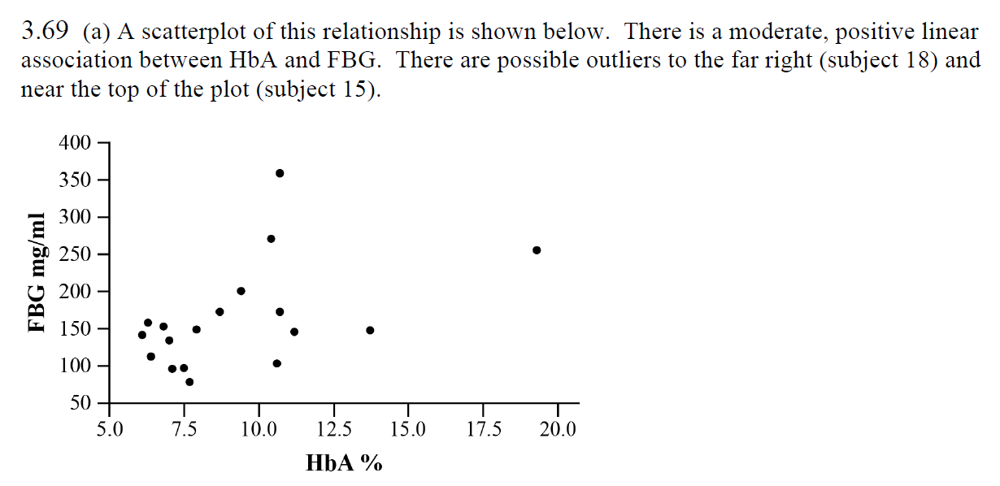 3.69 (a) A scatterplot of this relationship is shown below. There is a moderate, positive linear
association between HbA and FBG. There are possible outliers to the far right (subject 18) and
near the top of the plot (subject 15).
400
350
300
250
200
150
100
50
FBG mg/ml
5.0 7.5 10.0 12.5 15.0 17.5 20.0
HbA %